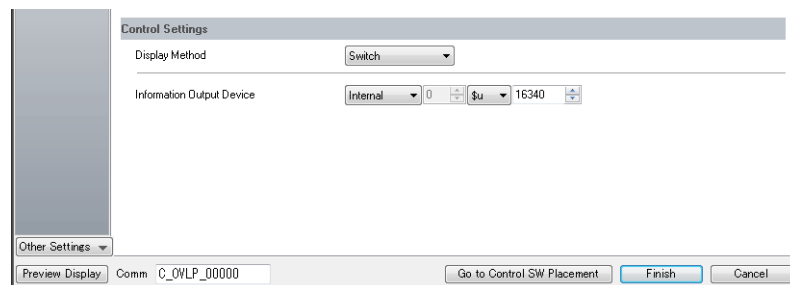 Control Settings
Display Method Switch
Information Output Device Internal 0 $u 16340
Other Settings
Preview Display Comm C_OVLP_00000 Go to Control SW Placement Finish Cancel